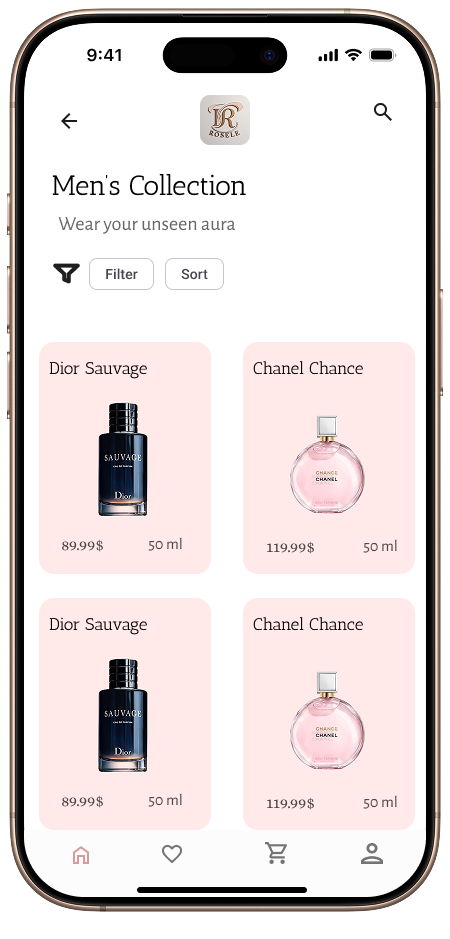 9:41
R
ROSELE
Men's Collection
Wear your unseen aura
Filter
Sort
Dior Sauvage
Chanel Chance
SAUVAGE
Dior
CHANCE
CHANEL
89.99$
50 ml
119.99$
50 ml
Dior Sauvage
Chanel Chance
SAUVAGE
Dior
CHANCE
CHANEL
89.99$
50 ml
119.99$
50 ml